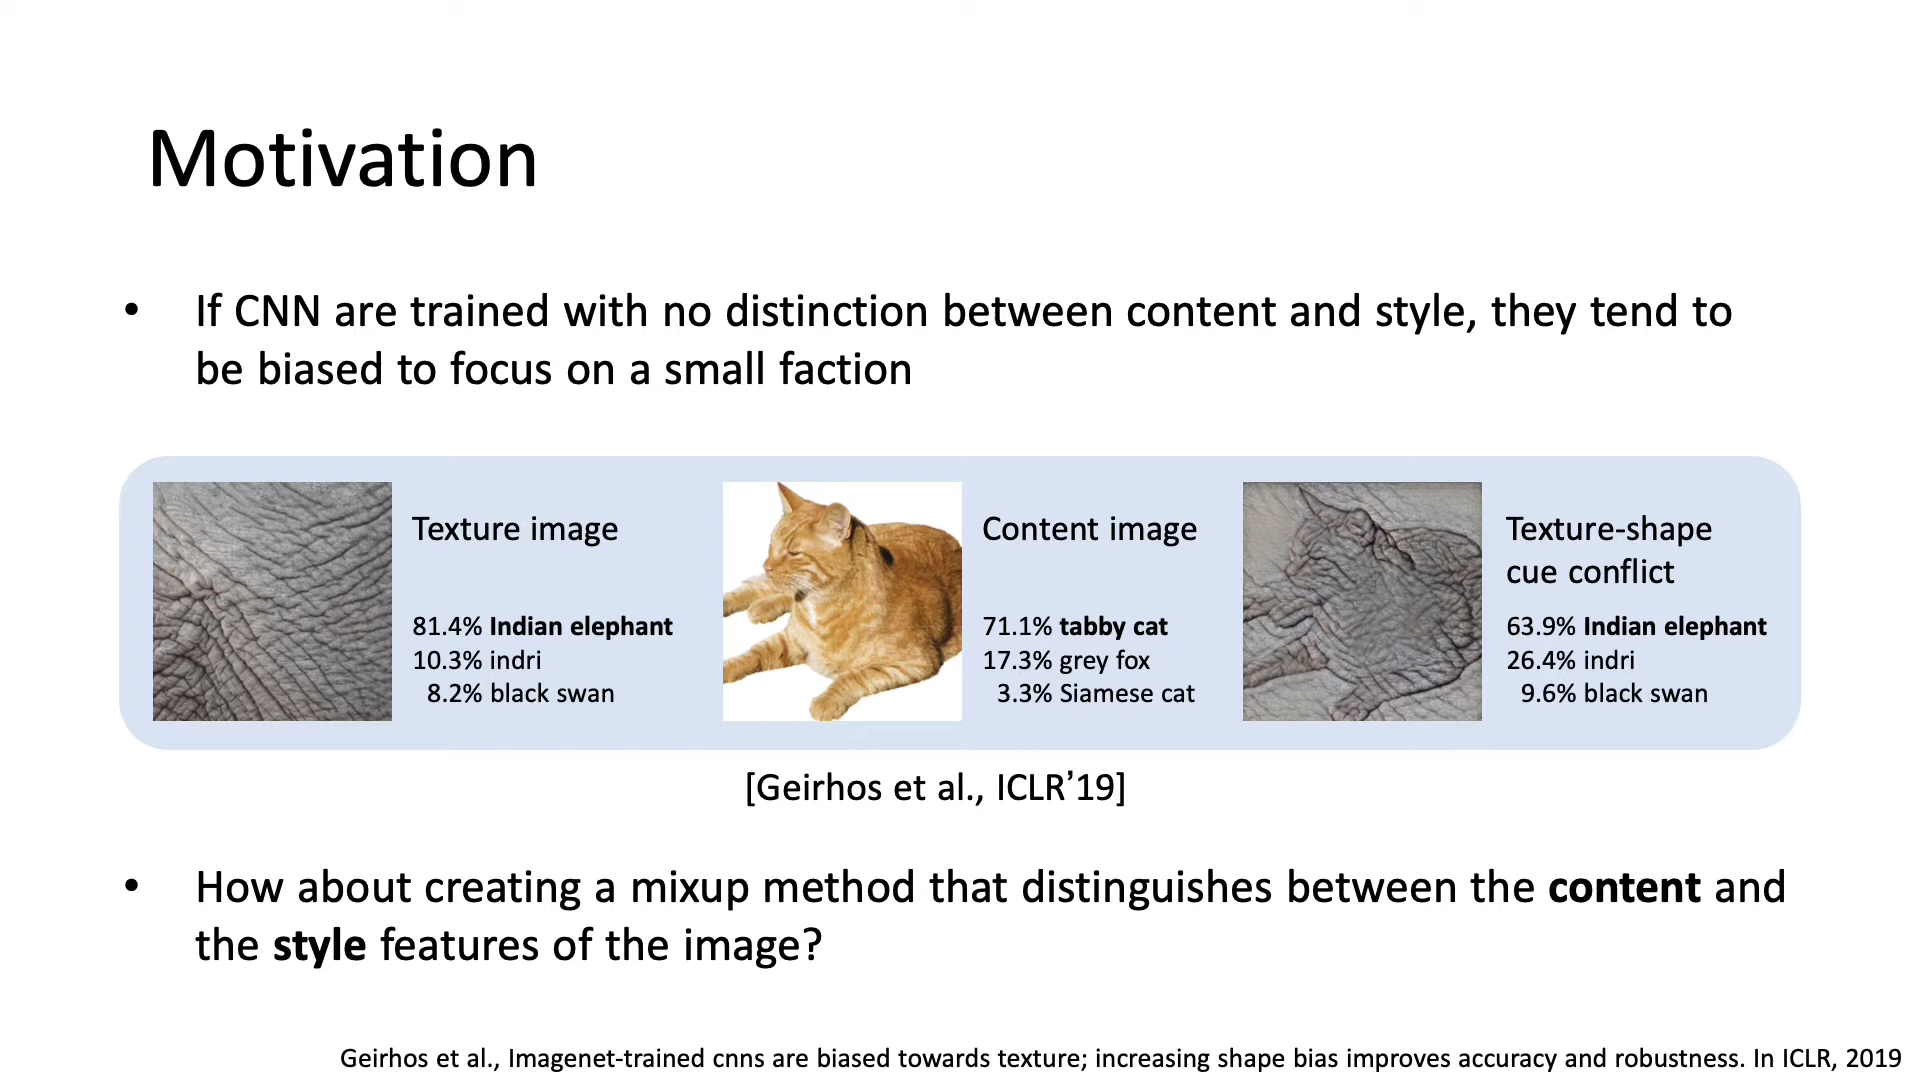 Motivation
• If CNN are trained with no distinction between content and style, they tend to
be biased to focus on a small faction
Texture image
81.4% Indian elephant
10.3% indri
8.2% black swan
Content image
71.1% tabby cat
17.3% grey fox
3.3% Siamese cat
Texture-shape
cue conflict
63.9% Indian elephant
26.4% indri
9.6% black swan
[Geirhos et al., ICLR’19]
• How about creating a mixup method that distinguishes between the content and
the style features of the image?
Geirhos et al., Imagenet-trained cnns are biased towards texture; increasing shape bias improves accuracy and robustness. In ICLR, 2019